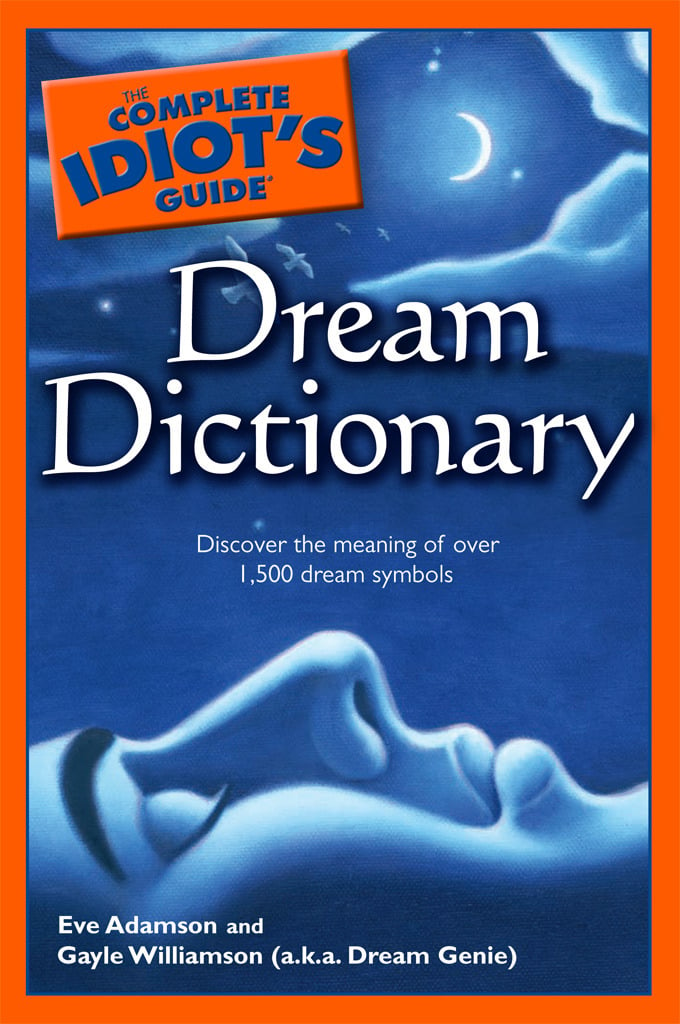 THE
COMPLETE
IDIOT'S
GUIDE®
Dream
Dictionary
Discover the meaning of over
1,500 dream symbols
Eve Adamson and
Gayle Williamson (a.k.a. Dream Genie)